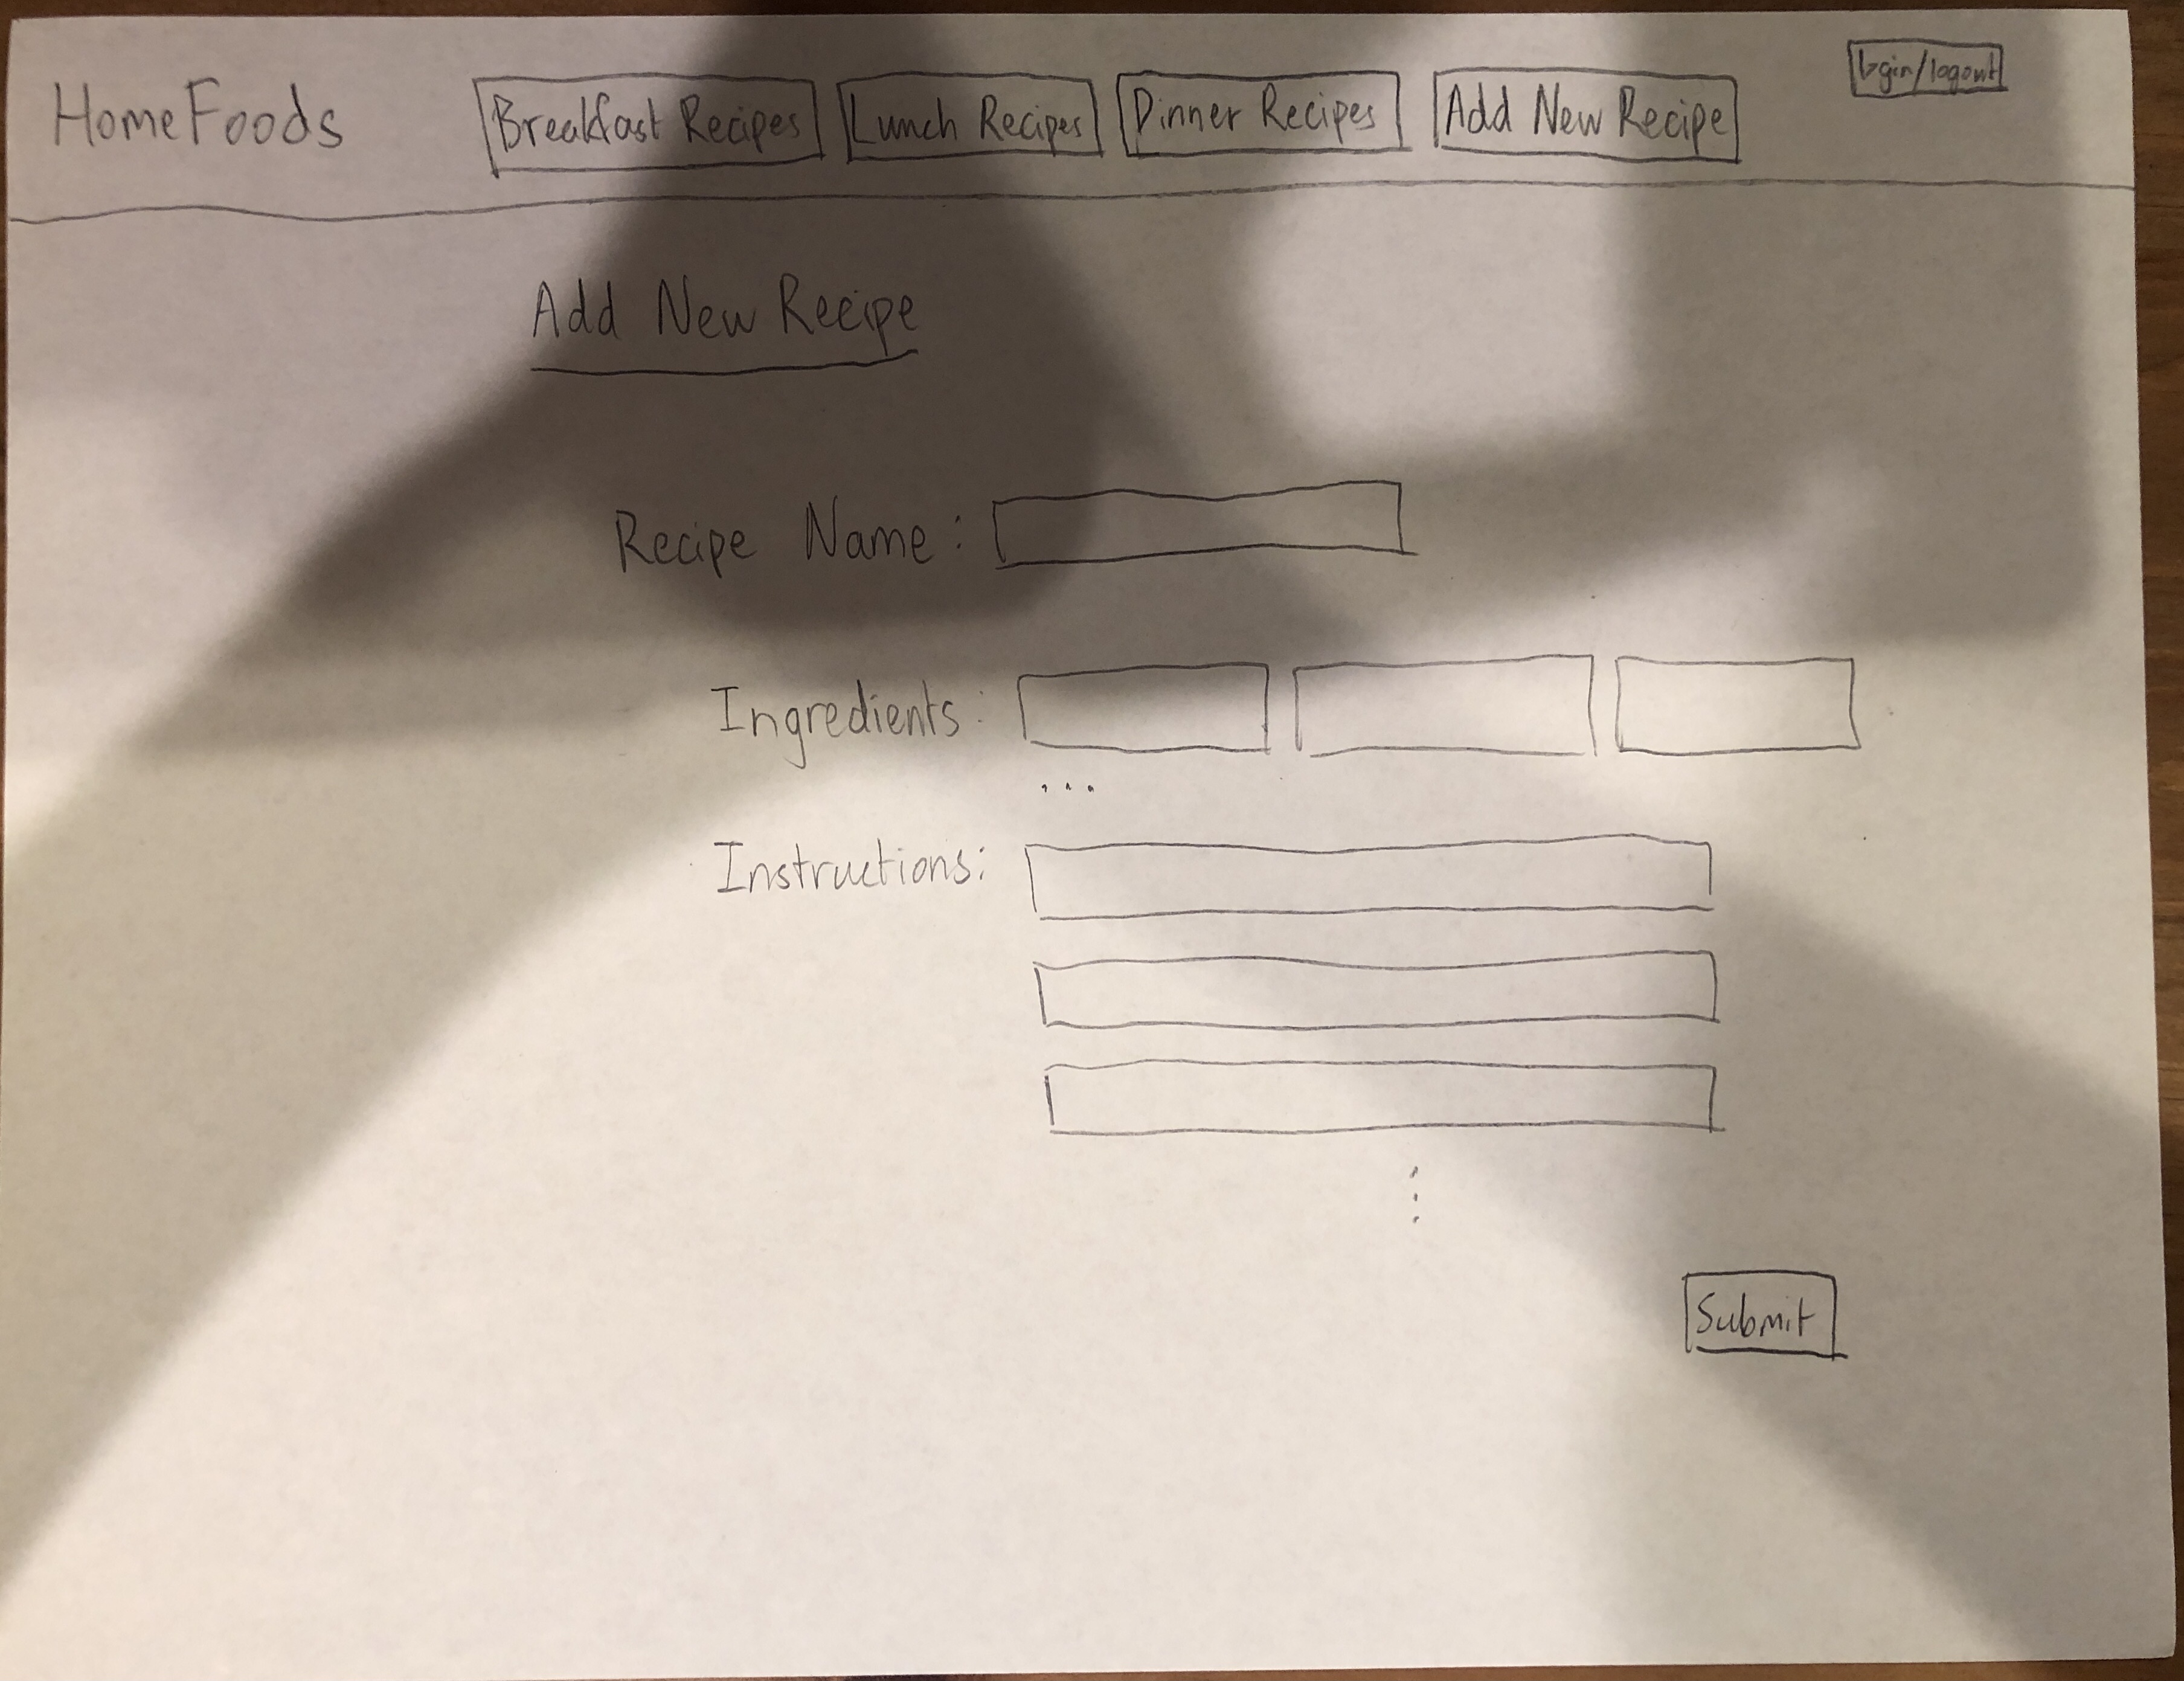 HomeFoods Breakfast Recipes Lunch Recipes Dinner Recipes Add New Recipe login/logout
Add New Recipe
Recipe Name:
Ingredients:
...
Instructions:
Submit